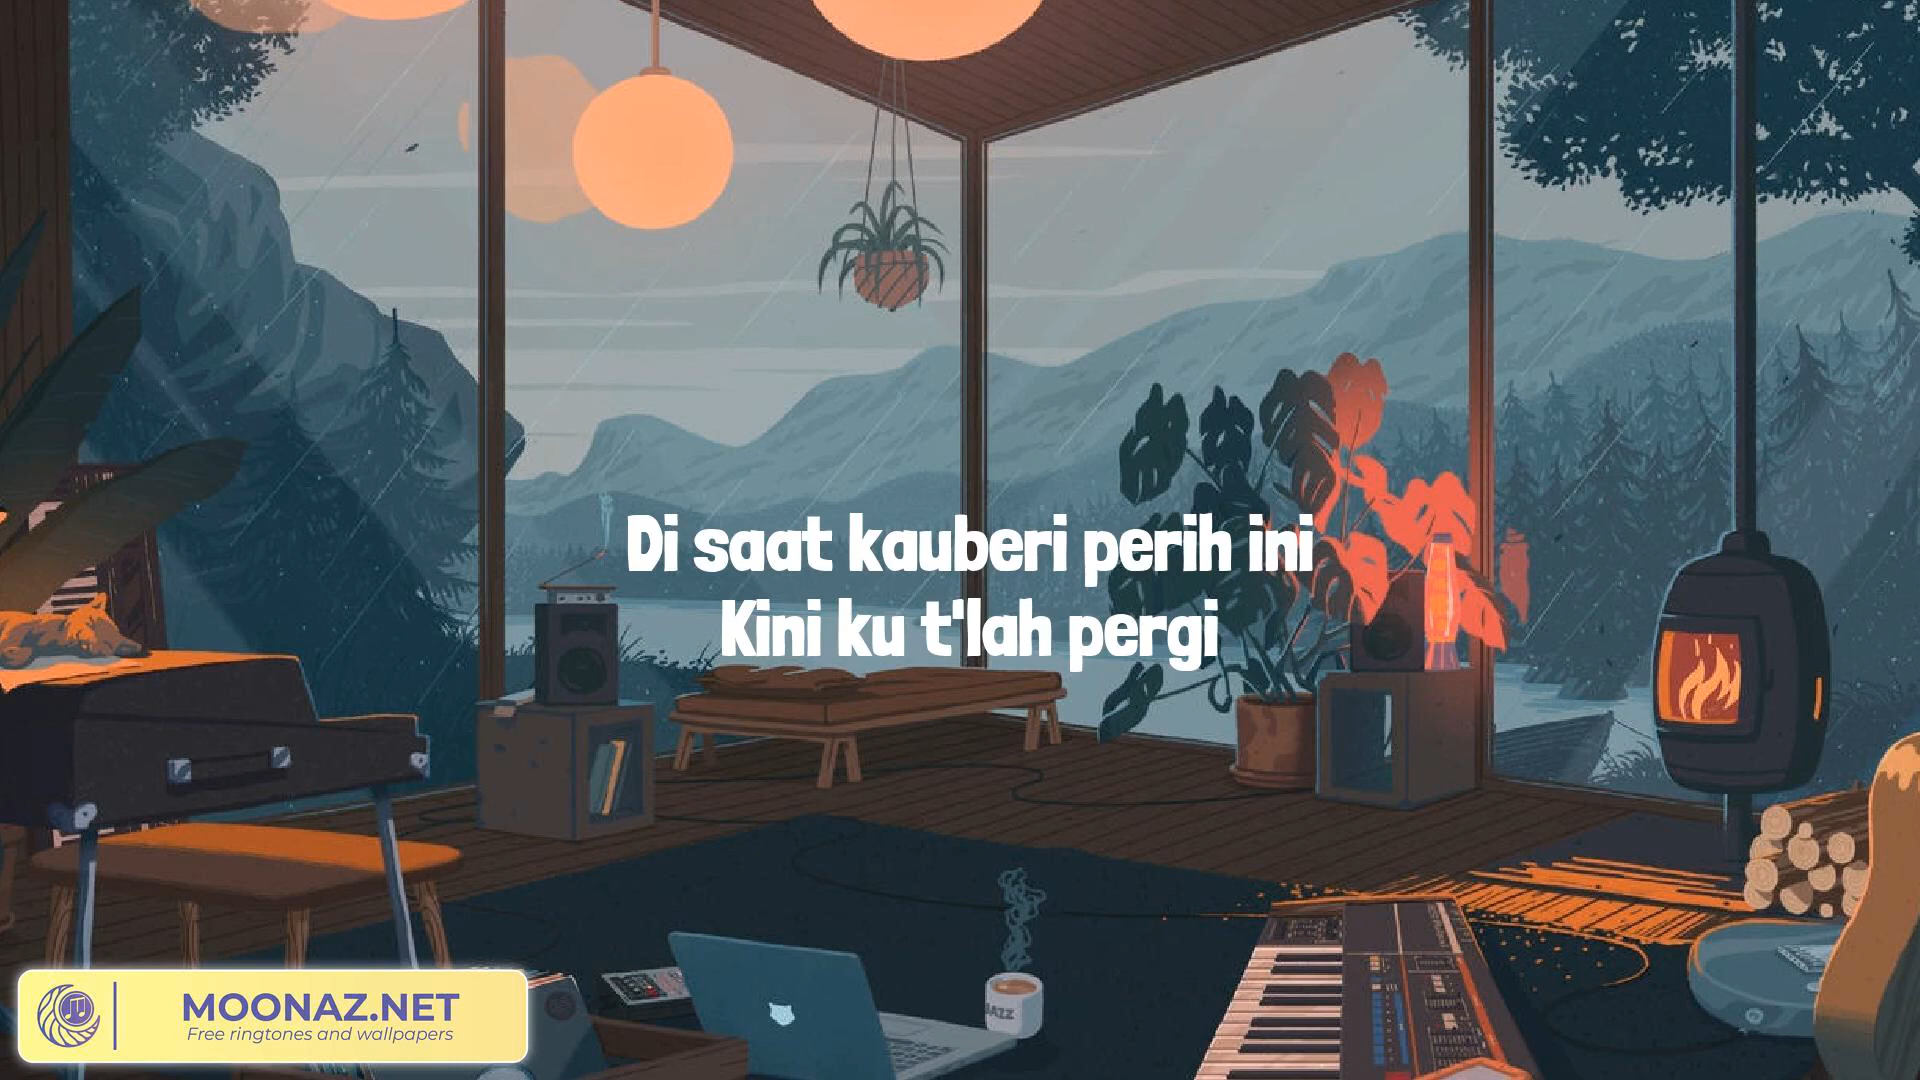 Di saat kauberi perih ini
Kini ku t'lah pergi
JAZZ
MOONAZ.NET
Free ringtones and wallpapers